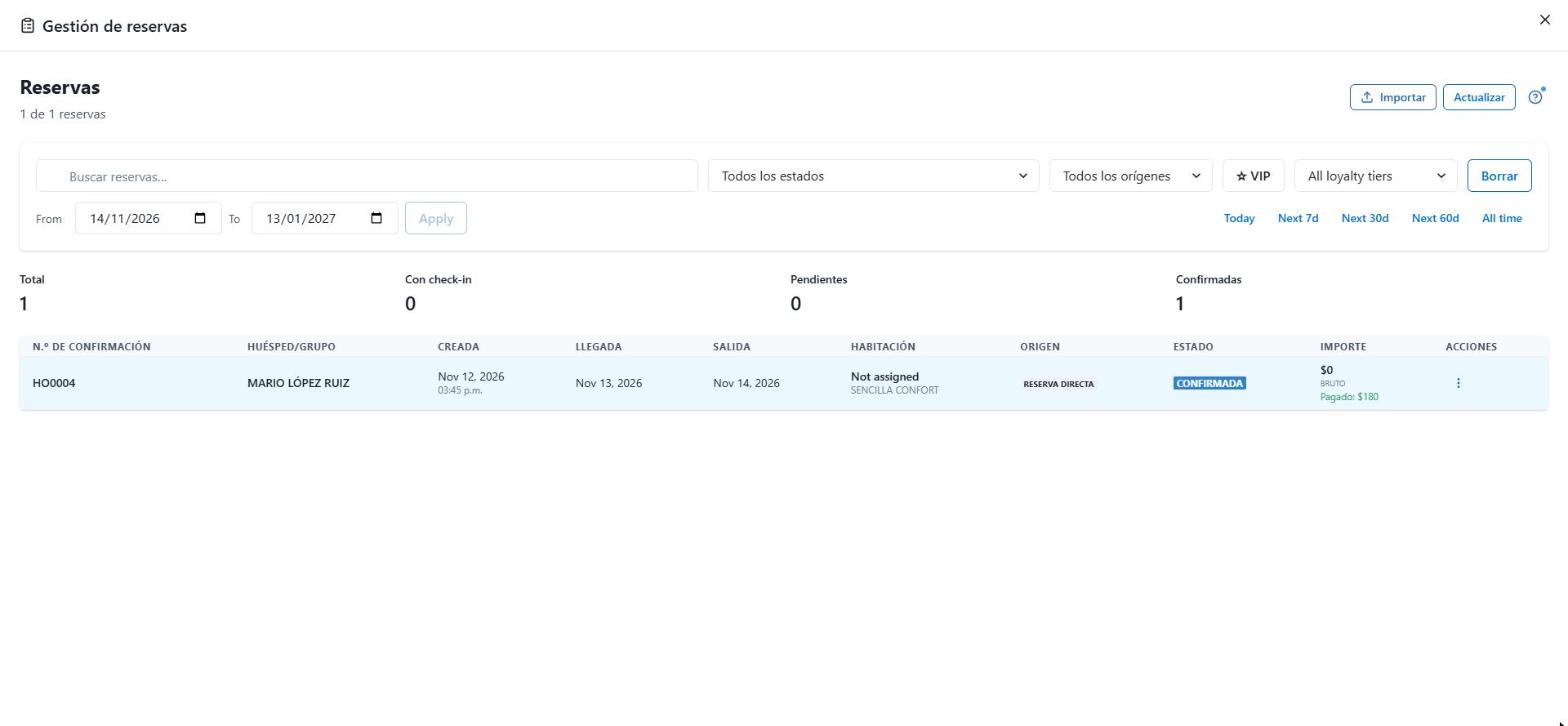 Gestión de reservas
Reservas
1 de 1 reservas
Importar
Actualizar
Buscar reservas...
Todos los estados
Todos los orígenes
☆ VIP
All loyalty tiers
Borrar
From 14/11/2026 To 13/01/2027 Apply
Today Next 7d Next 30d Next 60d All time
Total Con check-in Pendientes Confirmadas
1 0 0 1
N.º DE CONFIRMACIÓN HUÉSPED/GRUPO CREADA LLEGADA SALIDA HABITACIÓN ORIGEN ESTADO IMPORTE ACCIONES
HO0004
MARIO LÓPEZ RUIZ
Nov 12, 2026
03:45 p.m.
Nov 13, 2026
Nov 14, 2026
Not assigned
SENCILLA CONFORT
RESERVA DIRECTA
CONFIRMADA
$0
BRUTO
Pagado: $180